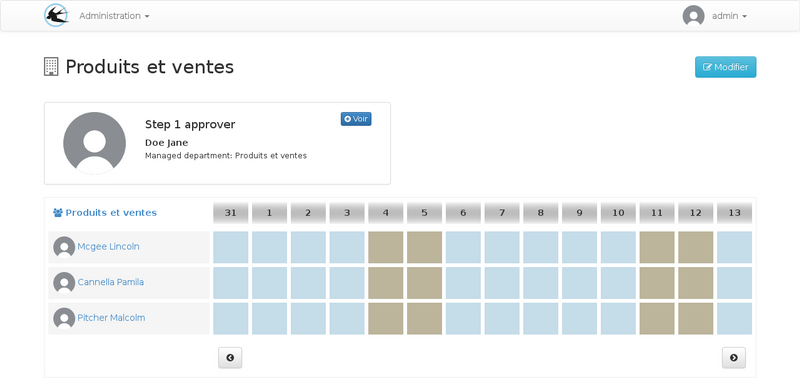 Administration
admin
Produits et ventes
Modifier
Step 1 approver
Voir
Doe Jane
Managed department: Produits et ventes
Produits et ventes 31 1 2 3 4 5 6 7 8 9 10 11 12 13
Mcgee Lincoln
Cannella Pamila
Pitcher Malcolm